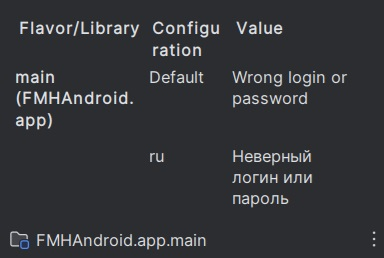 Flavor/Library Configu
ration Value
main
(FMHAndroid.
app) Default Wrong login or
password
ru Неверный
логин или
пароль
FMHAndroid.app.main